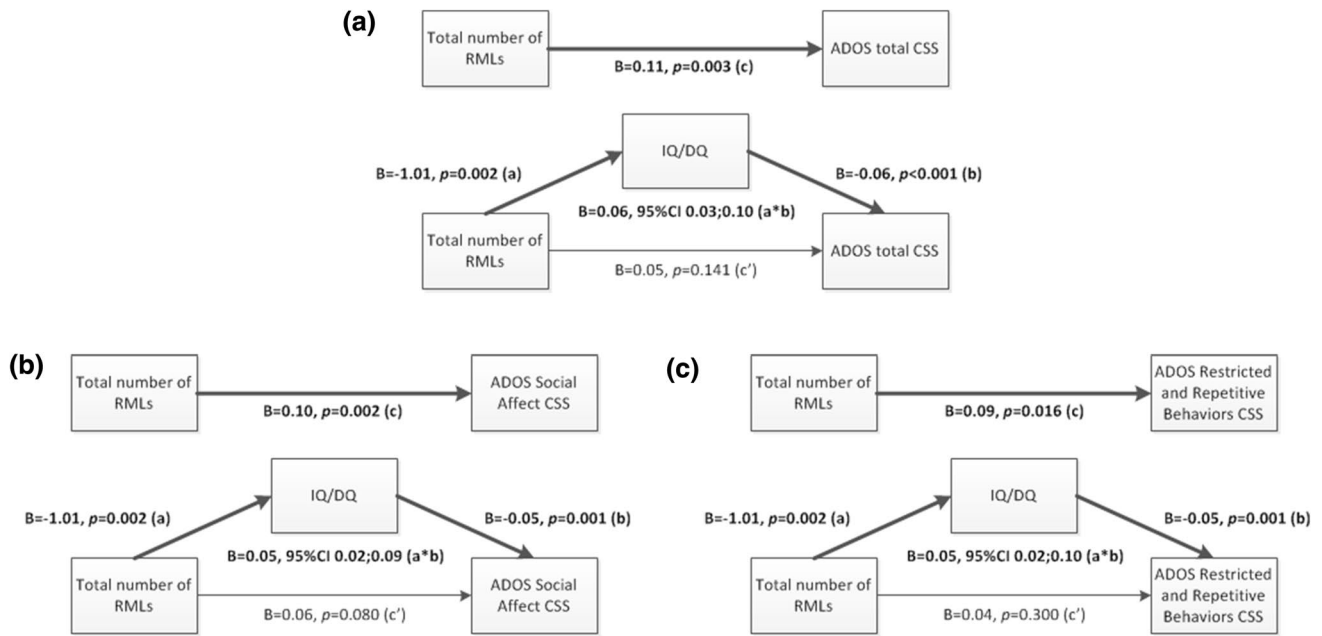 (a)
Total number of
RMLs
B=0.11, p=0.003 (c)
ADOS total CSS
IQ/DQ
B=-1.01, p=0.002 (a)
B=-0.06, p<0.001 (b)
B=0.06, 95%CI 0.03;0.10 (a*b)
Total number of
RMLs
ADOS total CSS
B=0.05, p=0.141 (c’)
(b)
Total number of
RMLs
B=0.10, p=0.002 (c)
ADOS Social
Affect CSS
IQ/DQ
B=-1.01, p=0.002 (a)
B=-0.05, p=0.001 (b)
B=0.05, 95%CI 0.02;0.09 (a*b)
Total number of
RMLs
ADOS Social
Affect CSS
B=0.06, p=0.080 (c’)
(c)
Total number of
RMLs
B=0.09, p=0.016 (c)
ADOS Restricted
and Repetitive
Behaviors CSS
IQ/DQ
B=-1.01, p=0.002 (a)
B=-0.05, p=0.001 (b)
B=0.05, 95%CI 0.02;0.10 (a*b)
Total number of
RMLs
ADOS Restricted
and Repetitive
Behaviors CSS
B=0.04, p=0.300 (c’)